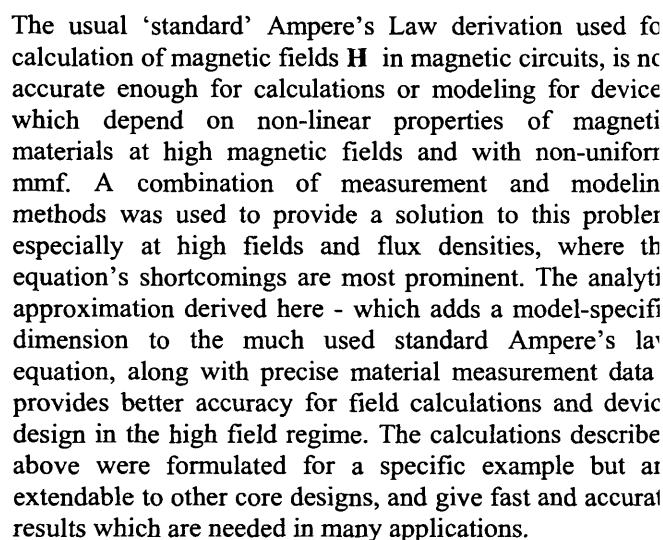 The usual ‘standard’ Ampere’s Law derivation used fo
calculation of magnetic fields H in magnetic circuits, is no
accurate enough for calculations or modeling for device
which depend on non-linear properties of magneti
materials at high magnetic fields and with non-uniform
mmf. A combination of measurement and modelin
methods was used to provide a solution to this problem
especially at high fields and flux densities, where th
equation’s shortcomings are most prominent. The analyti
approximation derived here - which adds a model-specifi
dimension to the much used standard Ampere’s law
equation, along with precise material measurement data
provides better accuracy for field calculations and devic
design in the high field regime. The calculations describe
above were formulated for a specific example but ar
extendable to other core designs, and give fast and accurat
results which are needed in many applications.